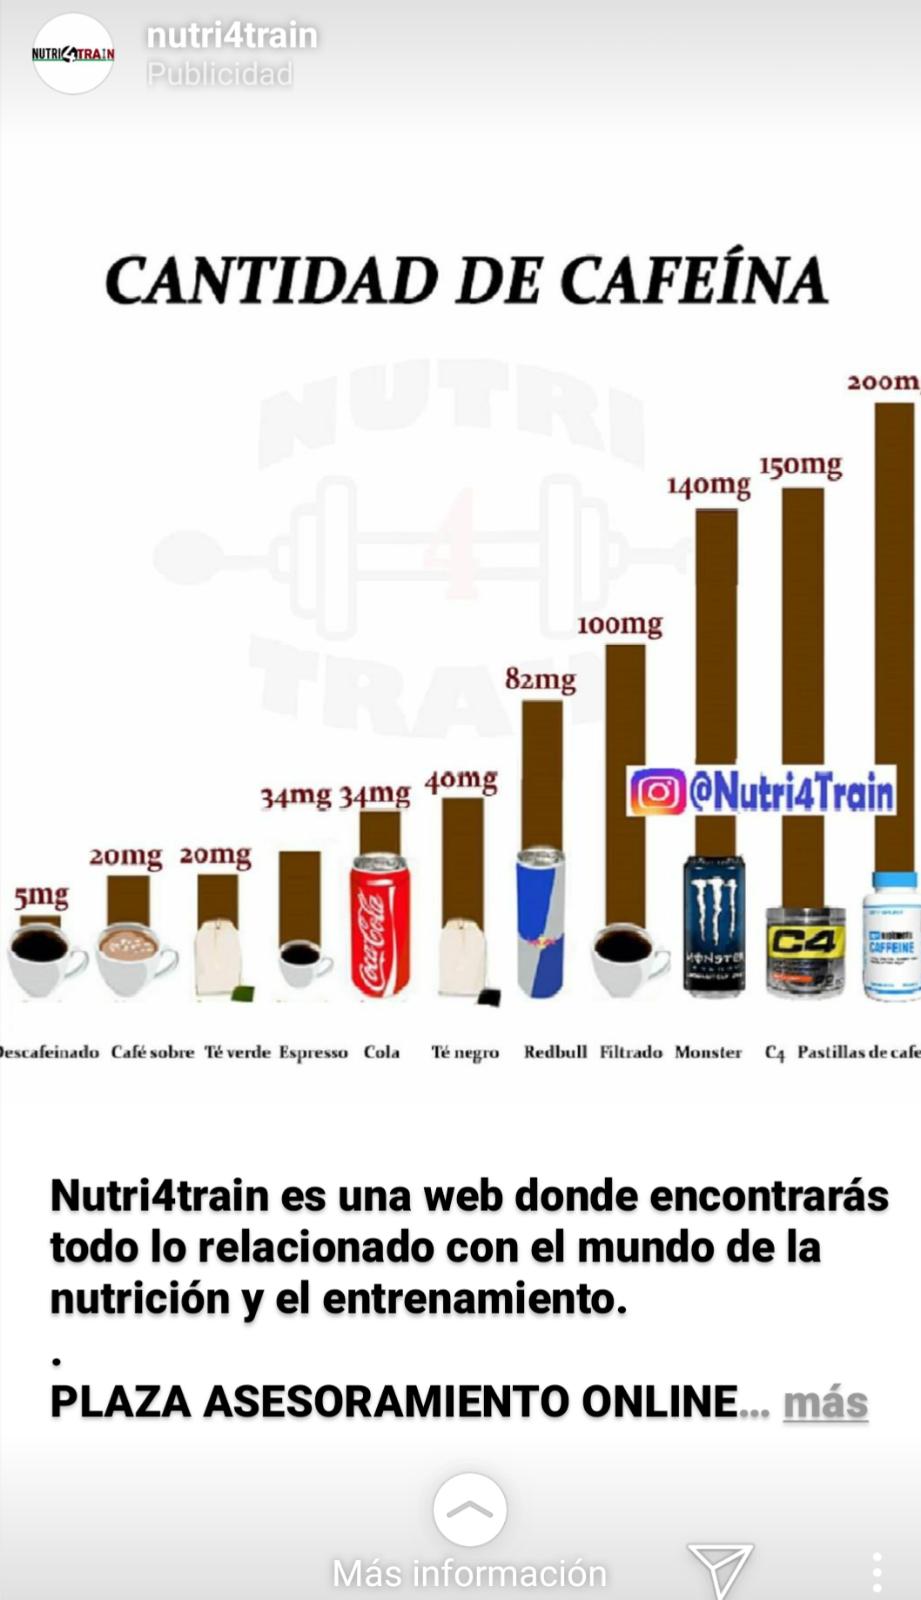 nutri4train
NUTRI4TRAIN
Publicidad
CANTIDAD DE CAFEÍNA
NUTRI
4
TRAIN
200m
150mg
140mg
100mg
82mg
40mg
34mg 34mg
20mg 20mg
5mg
@Nutri4Train
Coca-Cola
MONSTER
C4
CAFFEINE
Descafeinado Café sobre Té verde Espresso Cola Té negro Redbull Filtrado Monster C4 Pastillas de cafe
Nutri4train es una web donde encontrarás
todo lo relacionado con el mundo de la
nutrición y el entrenamiento.
.
PLAZA ASESORAMIENTO ONLINE... más
Más información